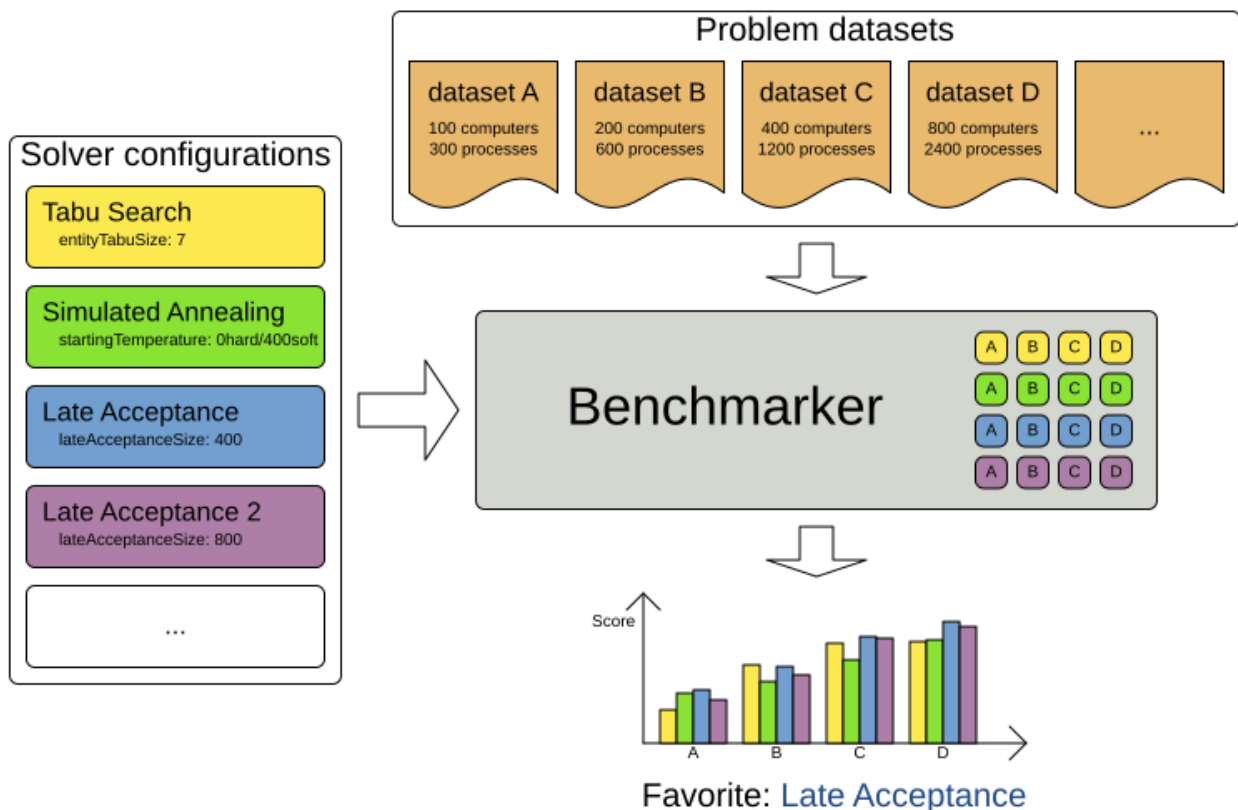 Problem datasets
dataset A
100 computers
300 processes
dataset B
200 computers
600 processes
dataset C
400 computers
1200 processes
dataset D
800 computers
2400 processes
...
Solver configurations
Tabu Search
entityTabuSize: 7
Simulated Annealing
startingTemperature: 0hard/400soft
Late Acceptance
lateAcceptanceSize: 400
Late Acceptance 2
lateAcceptanceSize: 800
...
Benchmarker
A B C D
A B C D
A B C D
A B C D
Score
A B C D
Favorite: Late Acceptance